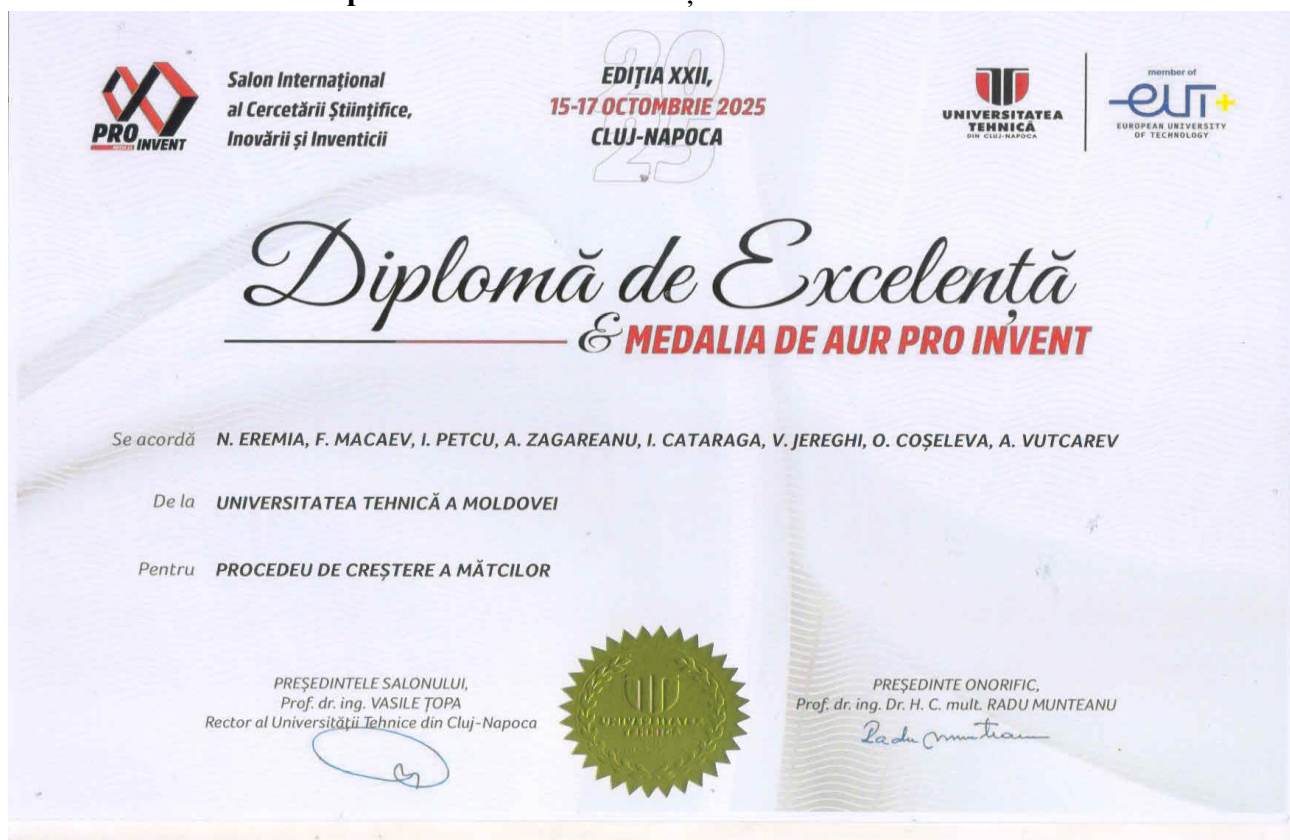 PRO INVENT
Salon Internațional
al Cercetării Științifice,
Inovării și Inventicii
2025
EDIȚIA XXII,
15-17 OCTOMBRIE 2025
CLUJ-NAPOCA
UNIVERSITATEA
TEHNICĂ
DIN CLUJ-NAPOCA
member of
eut+
EUROPEAN UNIVERSITY
OF TECHNOLOGY
Diplomă de Excelență
& MEDALIA DE AUR PRO INVENT
Se acordă N. EREMIA, F. MACAEV, I. PETCU, A. ZAGAREANU, I. CATARAGA, V. JEREGHI, O. COȘELEVA, A. VUTCAREV
De la UNIVERSITATEA TEHNICĂ A MOLDOVEI
Pentru PROCEDEU DE CREȘTERE A MĂTCILOR
PREȘEDINTELE SALONULUI,
Prof. dr. ing. VASILE ȚOPA
Rector al Universității Tehnice din Cluj-Napoca
UNIVERSITATEA
TEHNICĂ
PREȘEDINTE ONORIFIC,
Prof. dr. ing. Dr. H. C. mult. RADU MUNTEANU
Radu Munteanu